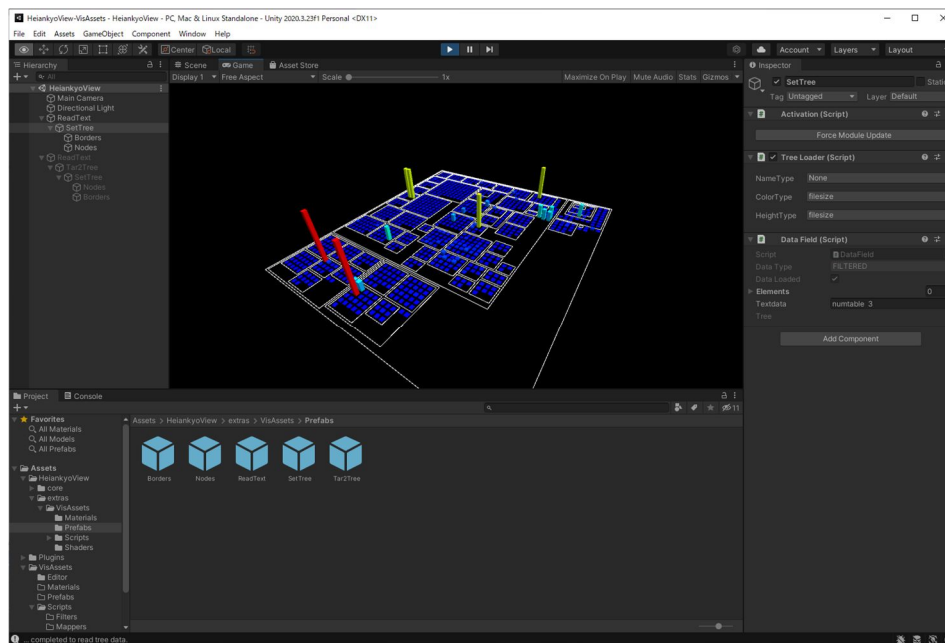 HeiankyoView-VisAssets - HeiankyoView - PC, Mac & Linux Standalone - Unity 2020.3.23f1 Personal <DX11>
File Edit Assets GameObject Component Window Help
Center Local
Account Layers Layout
Hierarchy
All
HeiankyoView
Main Camera
Directional Light
ReadText
SetTree
Borders
Nodes
ReadText
Tar2Tree
SetTree
Nodes
Borders
Scene Game Asset Store
Display 1 Free Aspect Scale 1x Maximize On Play Mute Audio Stats Gizmos
Inspector
SetTree Static
Tag Untagged Layer Default
Activation (Script)
Force Module Update
Tree Loader (Script)
NameType None
ColorType filesize
HeightType filesize
Data Field (Script)
Script DataField
Data Type FILTERED
Data Loaded
Elements 0
Textdata numtable_3
Tree
Add Component
Project Console
11
Favorites
All Materials
All Models
All Prefabs
Assets
HeiankyoView
core
extras
VisAssets
Materials
Prefabs
Scripts
Shaders
Plugins
VisAssets
Editor
Materials
Prefabs
Scripts
Filters
Mappers
Assets > HeiankyoView > extras > VisAssets > Prefabs
Borders Nodes ReadText SetTree Tar2Tree
... completed to read tree data.